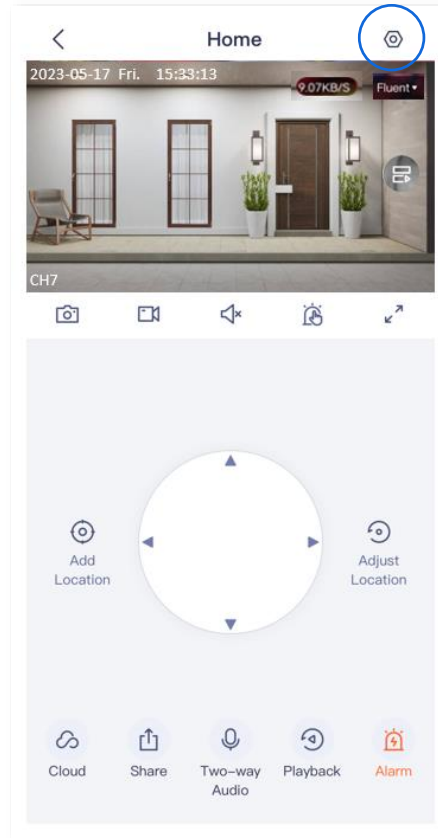 Home
2023-05-17 Fri. 15:33:13
9.07KB/S
Fluent
CH7
Add
Location
Adjust
Location
Cloud
Share
Two-way
Audio
Playback
Alarm